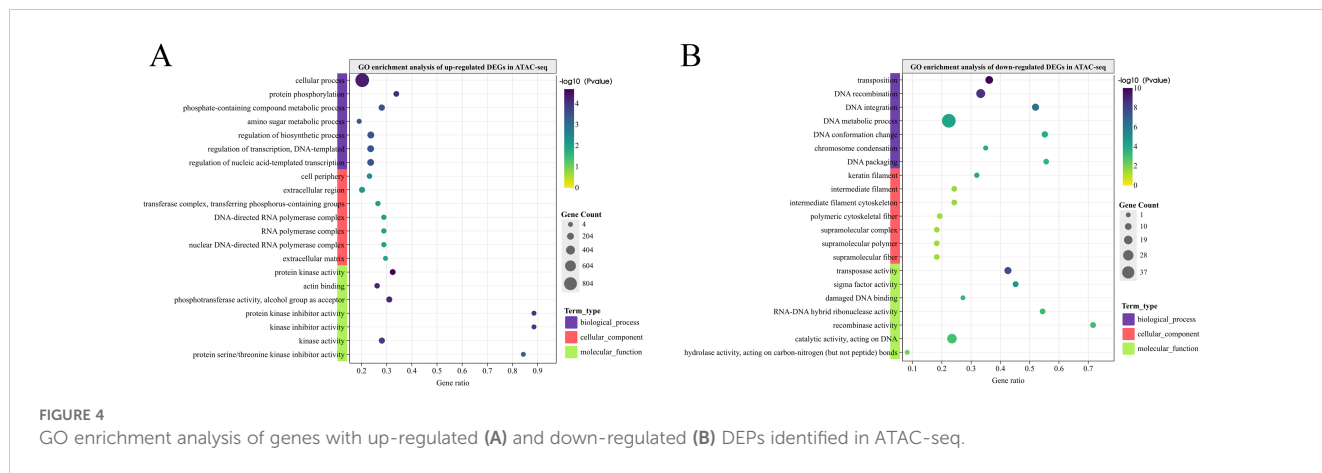 A
GO enrichment analysis of up-regulated DEGs in ATAC-seq
cellular process
protein phosphorylation
phosphate-containing compound metabolic process
amino sugar metabolic process
regulation of biosynthetic process
regulation of transcription, DNA-templated
regulation of nucleic acid-templated transcription
cell periphery
extracellular region
transferase complex, transferring phosphorus-containing groups
DNA-directed RNA polymerase complex
RNA polymerase complex
nuclear DNA-directed RNA polymerase complex
extracellular matrix
protein kinase activity
actin binding
phosphotransferase activity, alcohol group as acceptor
protein kinase inhibitor activity
kinase inhibitor activity
kinase activity
protein serine/threonine kinase inhibitor activity
0.2 0.3 0.4 0.5 0.6 0.7 0.8 0.9
Gene ratio
-log10 (Pvalue)
4
3
2
1
0
Gene Count
4
204
404
604
804
Term_type
biological_process
cellular_component
molecular_function
B
GO enrichment analysis of down-regulated DEGs in ATAC-seq
transposition
DNA recombination
DNA integration
DNA metabolic process
DNA conformation change
chromosome condensation
DNA packaging
keratin filament
intermediate filament
intermediate filament cytoskeleton
polymeric cytoskeletal fiber
supramolecular complex
supramolecular polymer
supramolecular fiber
transposase activity
sigma factor activity
damaged DNA binding
RNA-DNA hybrid ribonuclease activity
recombinase activity
catalytic activity, acting on DNA
hydrolase activity, acting on carbon-nitrogen (but not peptide) bonds
0.1 0.2 0.3 0.4 0.5 0.6 0.7
Gene ratio
-log10 (Pvalue)
10
8
6
4
2
0
Gene Count
1
10
19
28
37
Term_type
biological_process
cellular_component
molecular_function
FIGURE 4
GO enrichment analysis of genes with up-regulated (A) and down-regulated (B) DEPs identified in ATAC-seq.